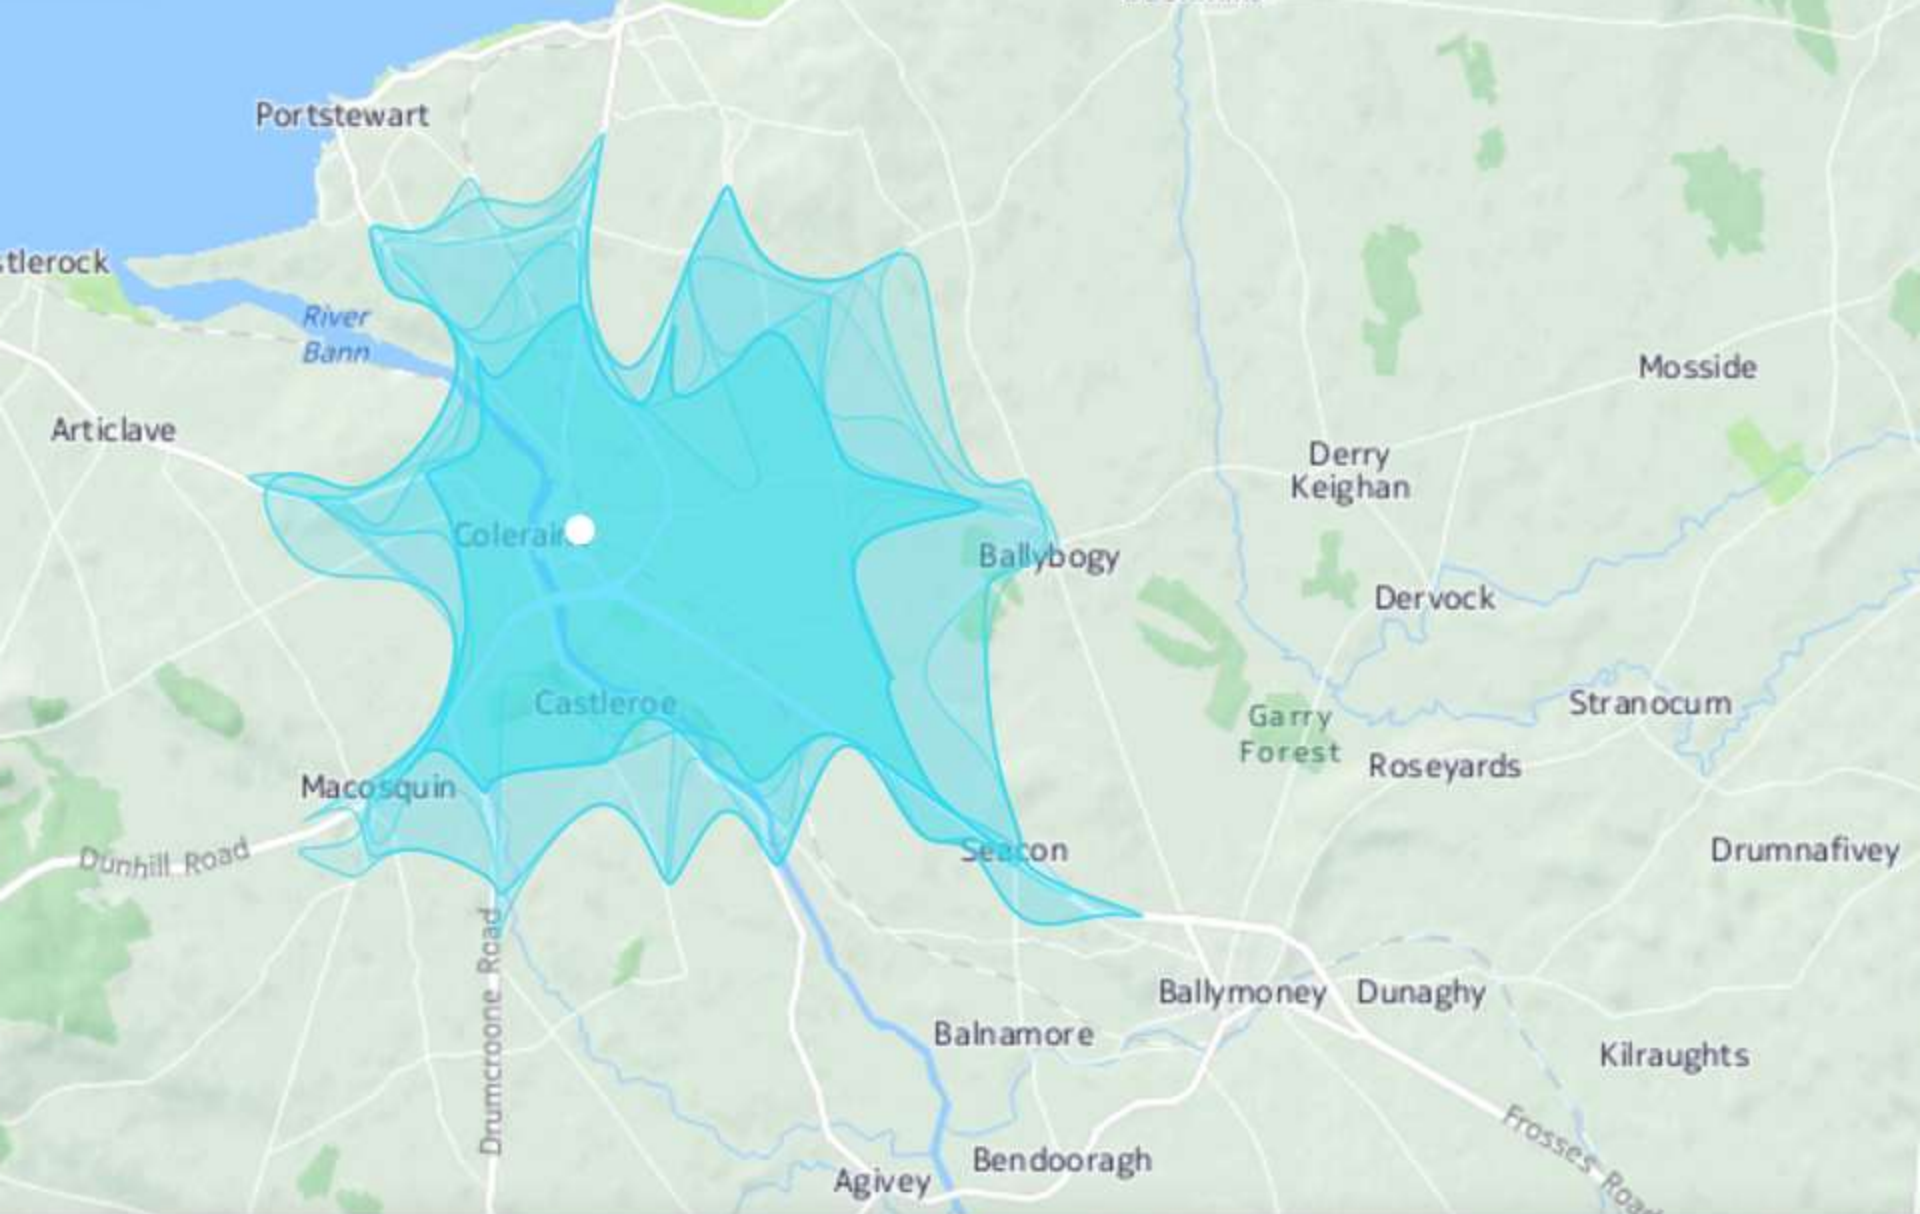 Portstewart
stlerock
River
Bann
Articlave
Mosside
Derry
Keighan
Colerain
Ballybogy
Dervock
Castleroe
Stranocum
Garry
Forest
Roseyards
Macosquin
Dunhill Road
Seacon
Drumnafivey
Drumcroone Road
Ballymoney
Dunaghy
Balnamore
Kilraughts
Frosses Road
Bendooragh
Agivey